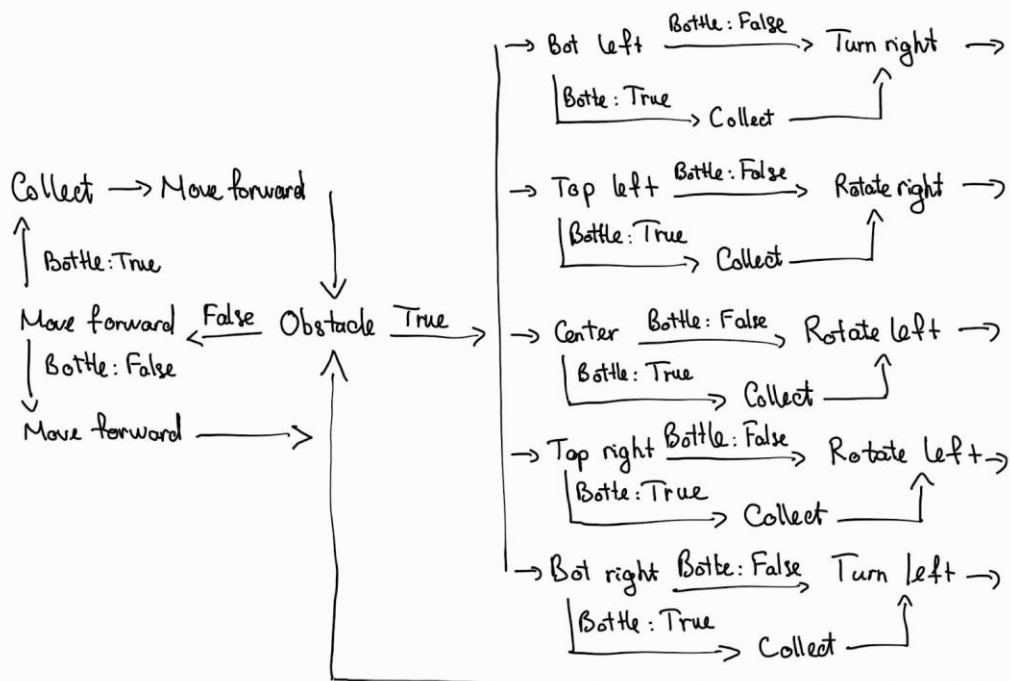 Bot left Bottle: False Turn right
Bottle: True Collect
Collect Move forward
Top left Bottle: False Rotate right
Bottle: True Collect
Bottle: True
Move forward False Obstacle True
Center Bottle: False Rotate left
Bottle: True Collect
Bottle: False
Move forward
Top right Bottle: False Rotate left
Bottle: True Collect
Bot right Bottle: False Turn left
Bottle: True Collect